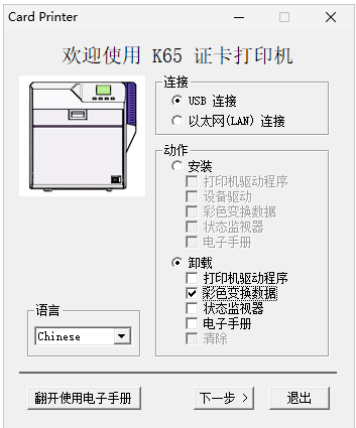 Card Printer
欢迎使用 K65 证卡打印机
连接
USB 连接
以太网(LAN) 连接
动作
安装
打印机驱动程序
设备驱动
彩色变换数据
状态监视器
电子手册
卸载
打印机驱动程序
彩色变换数据
状态监视器
电子手册
清除
语言
Chinese
翻开使用电子手册
下一步 >
退出